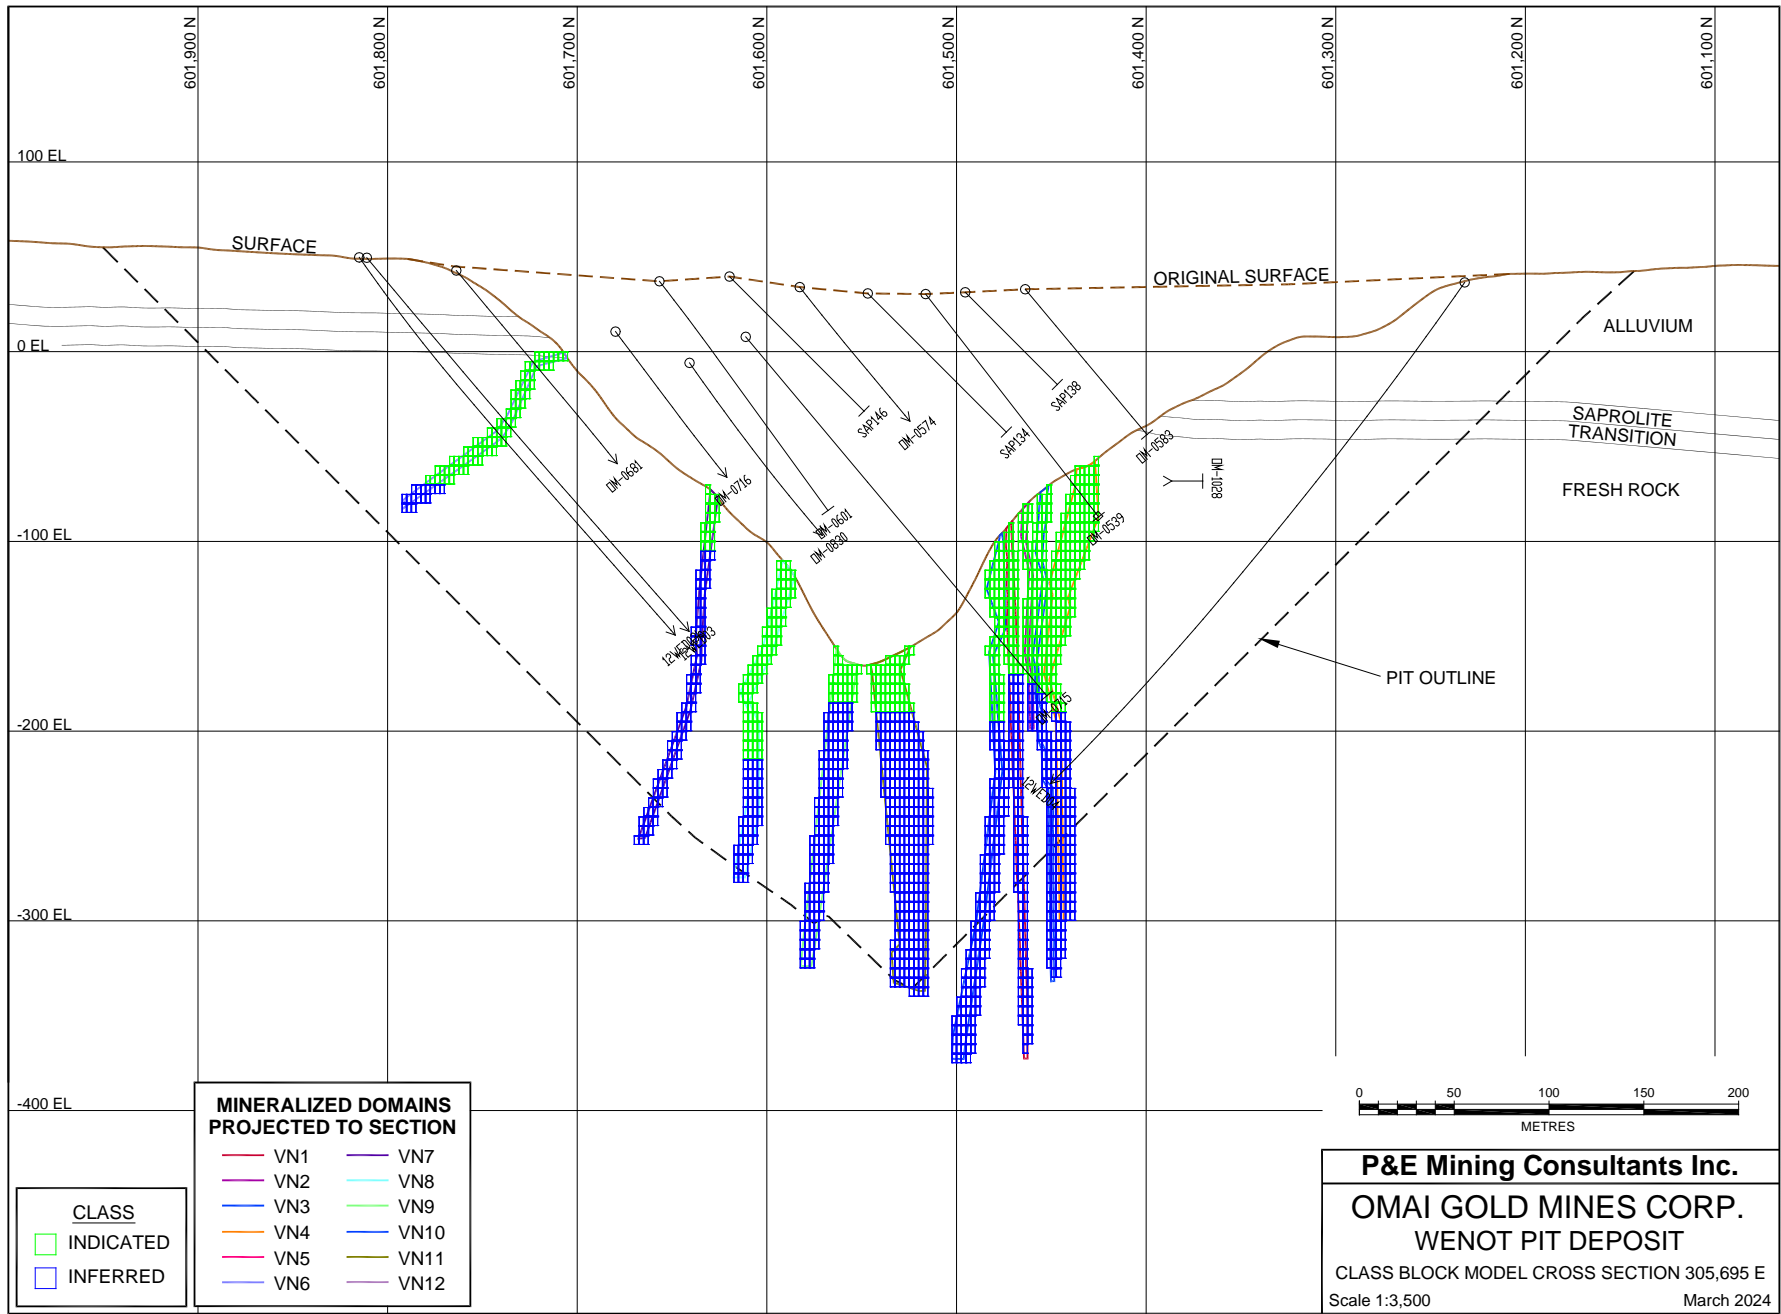 601,900 N
601,800 N
601,700 N
601,600 N
601,500 N
601,400 N
601,300 N
601,200 N
601,100 N
100 EL
SURFACE
ORIGINAL SURFACE
ALLUVIUM
0 EL
SAP138
SAP146
DM-0574
SAP134
DM-0583
SAPROLITE
TRANSITION
DM-0681
DM-0716
DM-1028
FRESH ROCK
DM-0601
DM-0830
DM-0539
-100 EL
PIT OUTLINE
DM-0715
-200 EL
-300 EL
-400 EL
MINERALIZED DOMAINS
PROJECTED TO SECTION
VN1 VN7
VN2 VN8
VN3 VN9
VN4 VN10
VN5 VN11
VN6 VN12
CLASS
INDICATED
INFERRED
0 50 100 150 200
METRES
P&E Mining Consultants Inc.
OMAI GOLD MINES CORP.
WENOT PIT DEPOSIT
CLASS BLOCK MODEL CROSS SECTION 305,695 E
Scale 1:3,500 March 2024